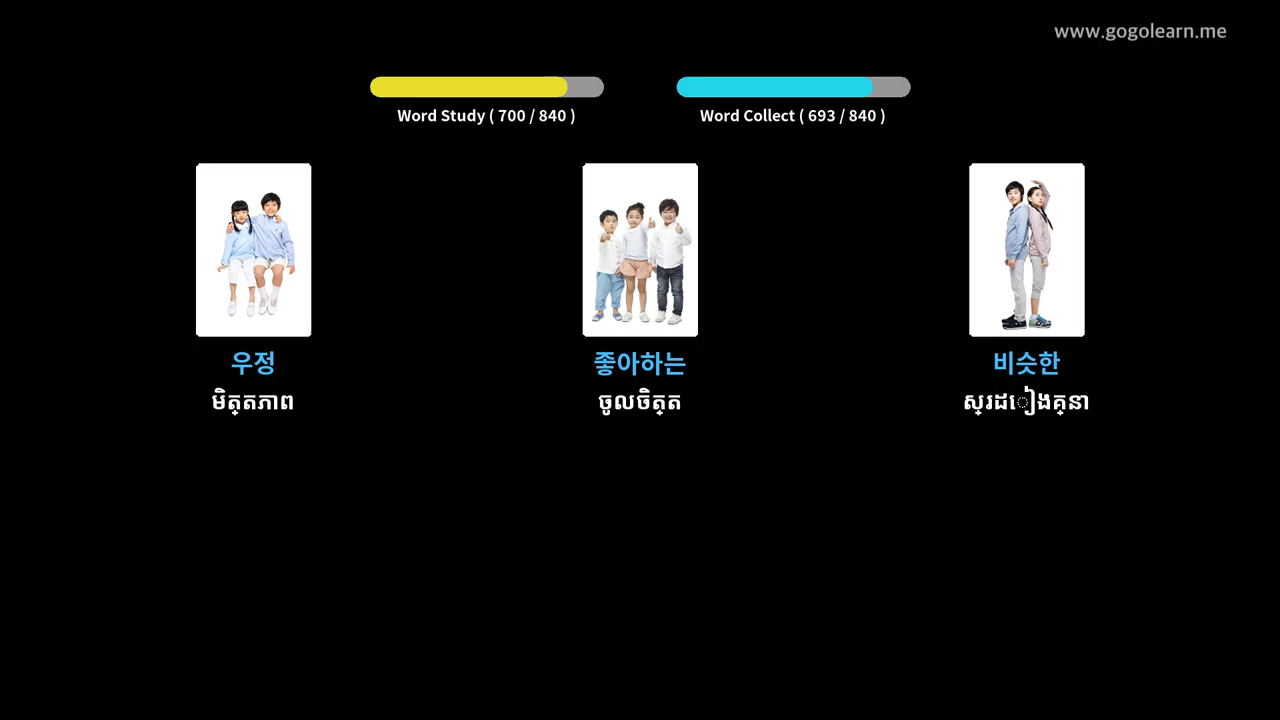 www.gogolearn.me
Word Study ( 700 / 840 )
Word Collect ( 693 / 840 )
우정
좋아하는
비슷한
មិត្តភាព
ចូលចិត្ត
ស្រដៀងគ្នា